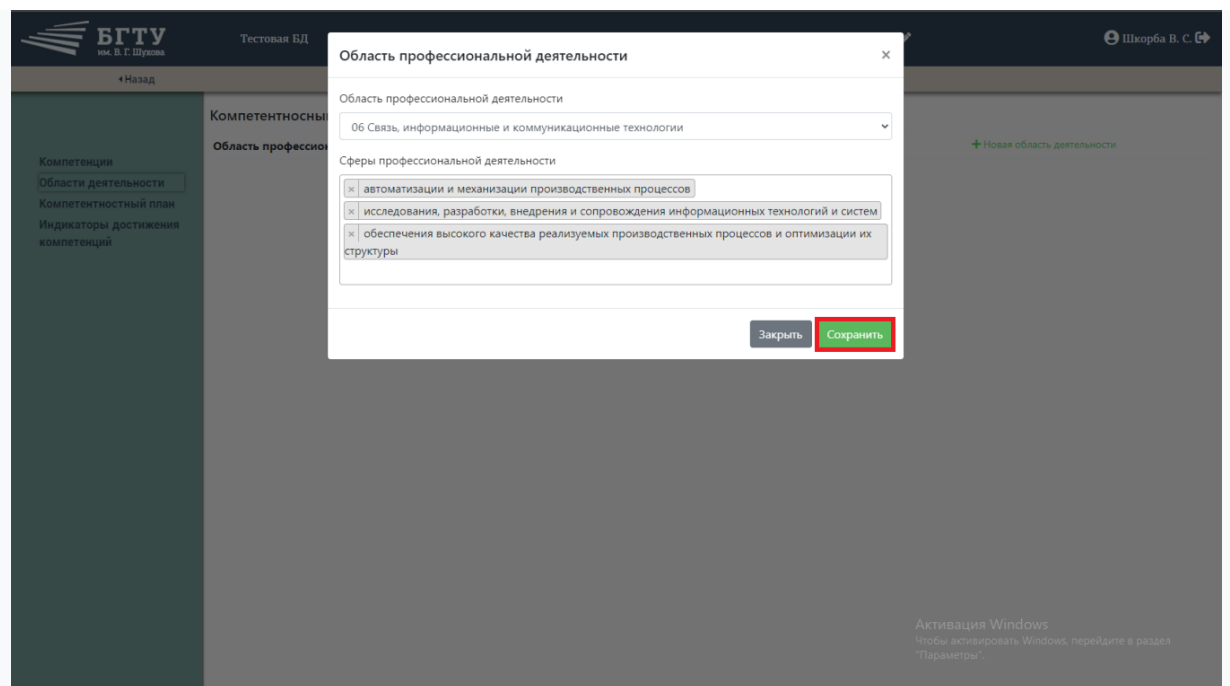 БГТУ
им. В. Г. Шухова
Тестовая БД
Шкорба В. С.
Назад
Область профессиональной деятельности
×
Область профессиональной деятельности
06 Связь, информационные и коммуникационные технологии
Сферы профессиональной деятельности
× автоматизации и механизации производственных процессов
× исследования, разработки, внедрения и сопровождения информационных технологий и систем
× обеспечения высокого качества реализуемых производственных процессов и оптимизации их
структуры
Закрыть
Сохранить
Компетентносны
Область професcион
+ Новая область деятельности
Компетенции
Области деятельности
Компетентностный план
Индикаторы достижения
компетенций
Активация Windows
Чтобы активировать Windows, перейдите в раздел
"Параметры".